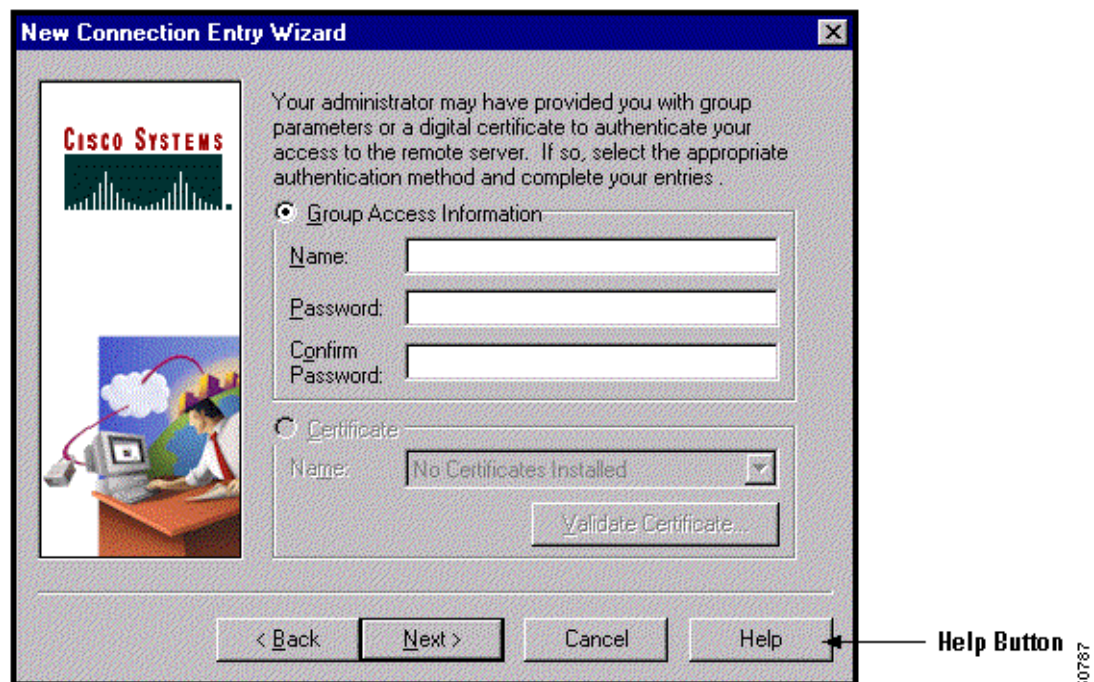 New Connection Entry Wizard
CISCO SYSTEMS
Your administrator may have provided you with group
parameters or a digital certificate to authenticate your
access to the remote server. If so, select the appropriate
authentication method and complete your entries .
Group Access Information
Name:
Password:
Confirm
Password:
Certificate
Name:
No Certificates Installed
Validate Certificate...
< Back
Next >
Cancel
Help
Help Button